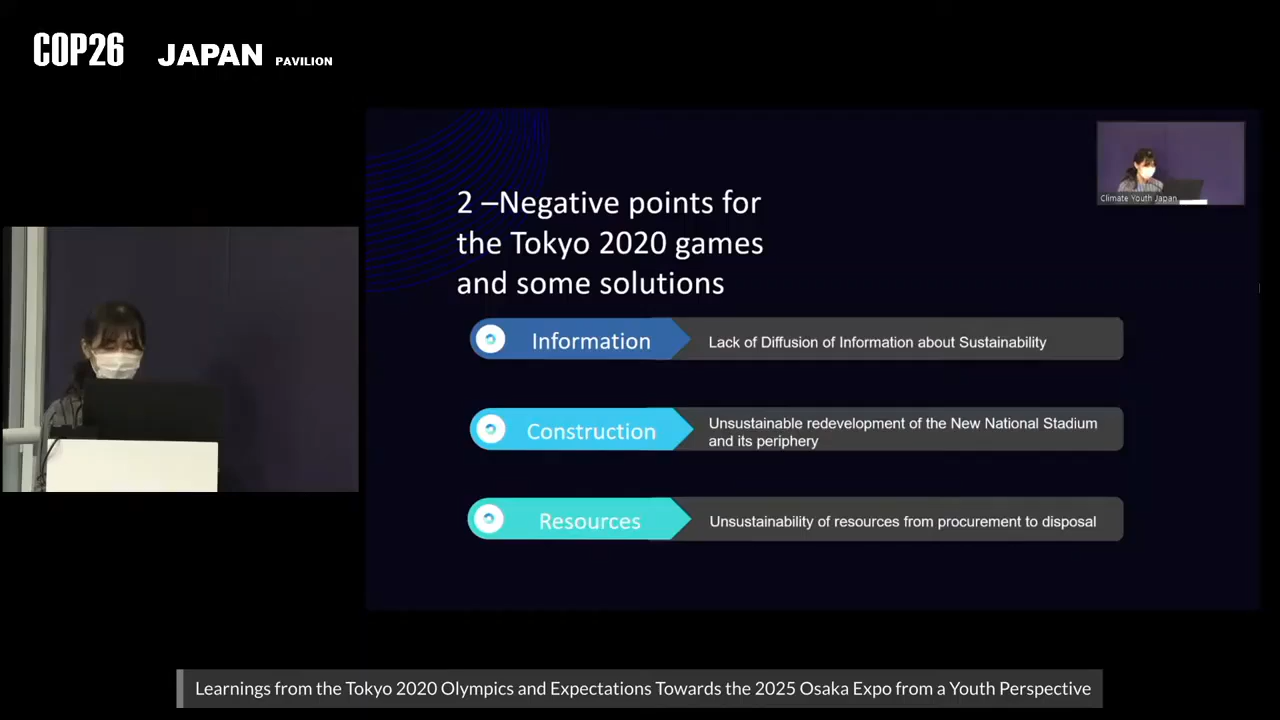 COP26 JAPAN PAVILION
Climate Youth Japan
2 –Negative points for
the Tokyo 2020 games
and some solutions
Information
Lack of Diffusion of Information about Sustainability
Construction
Unsustainable redevelopment of the New National Stadium
and its periphery
Resources
Unsustainability of resources from procurement to disposal
Learnings from the Tokyo 2020 Olympics and Expectations Towards the 2025 Osaka Expo from a Youth Perspective